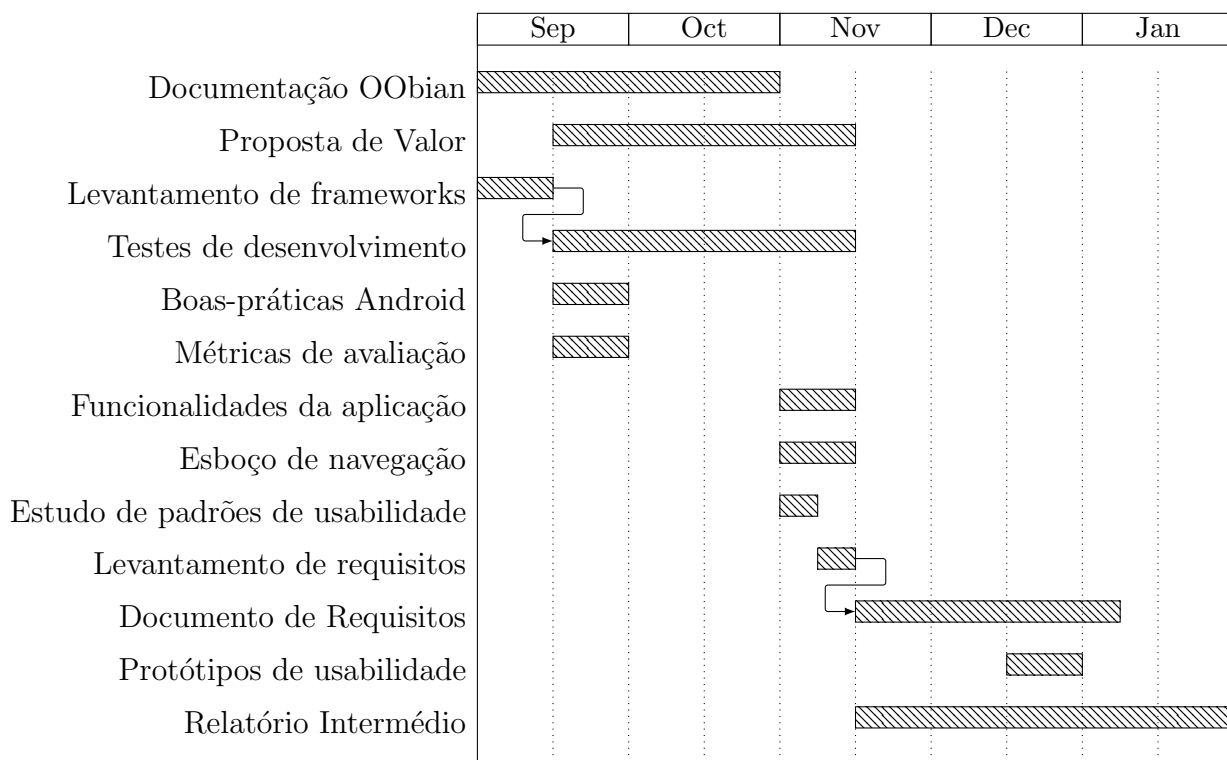 Sep Oct Nov Dec Jan
Documentação OObian
Proposta de Valor
Levantamento de frameworks
Testes de desenvolvimento
Boas-práticas Android
Métricas de avaliação
Funcionalidades da aplicação
Esboço de navegação
Estudo de padrões de usabilidade
Levantamento de requisitos
Documento de Requisitos
Protótipos de usabilidade
Relatório Intermédio